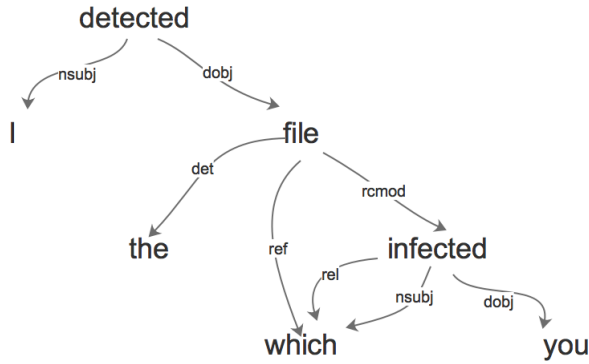 detected
nsubj dobj
I file
det rcmod
the ref infected
rel nsubj dobj
which you